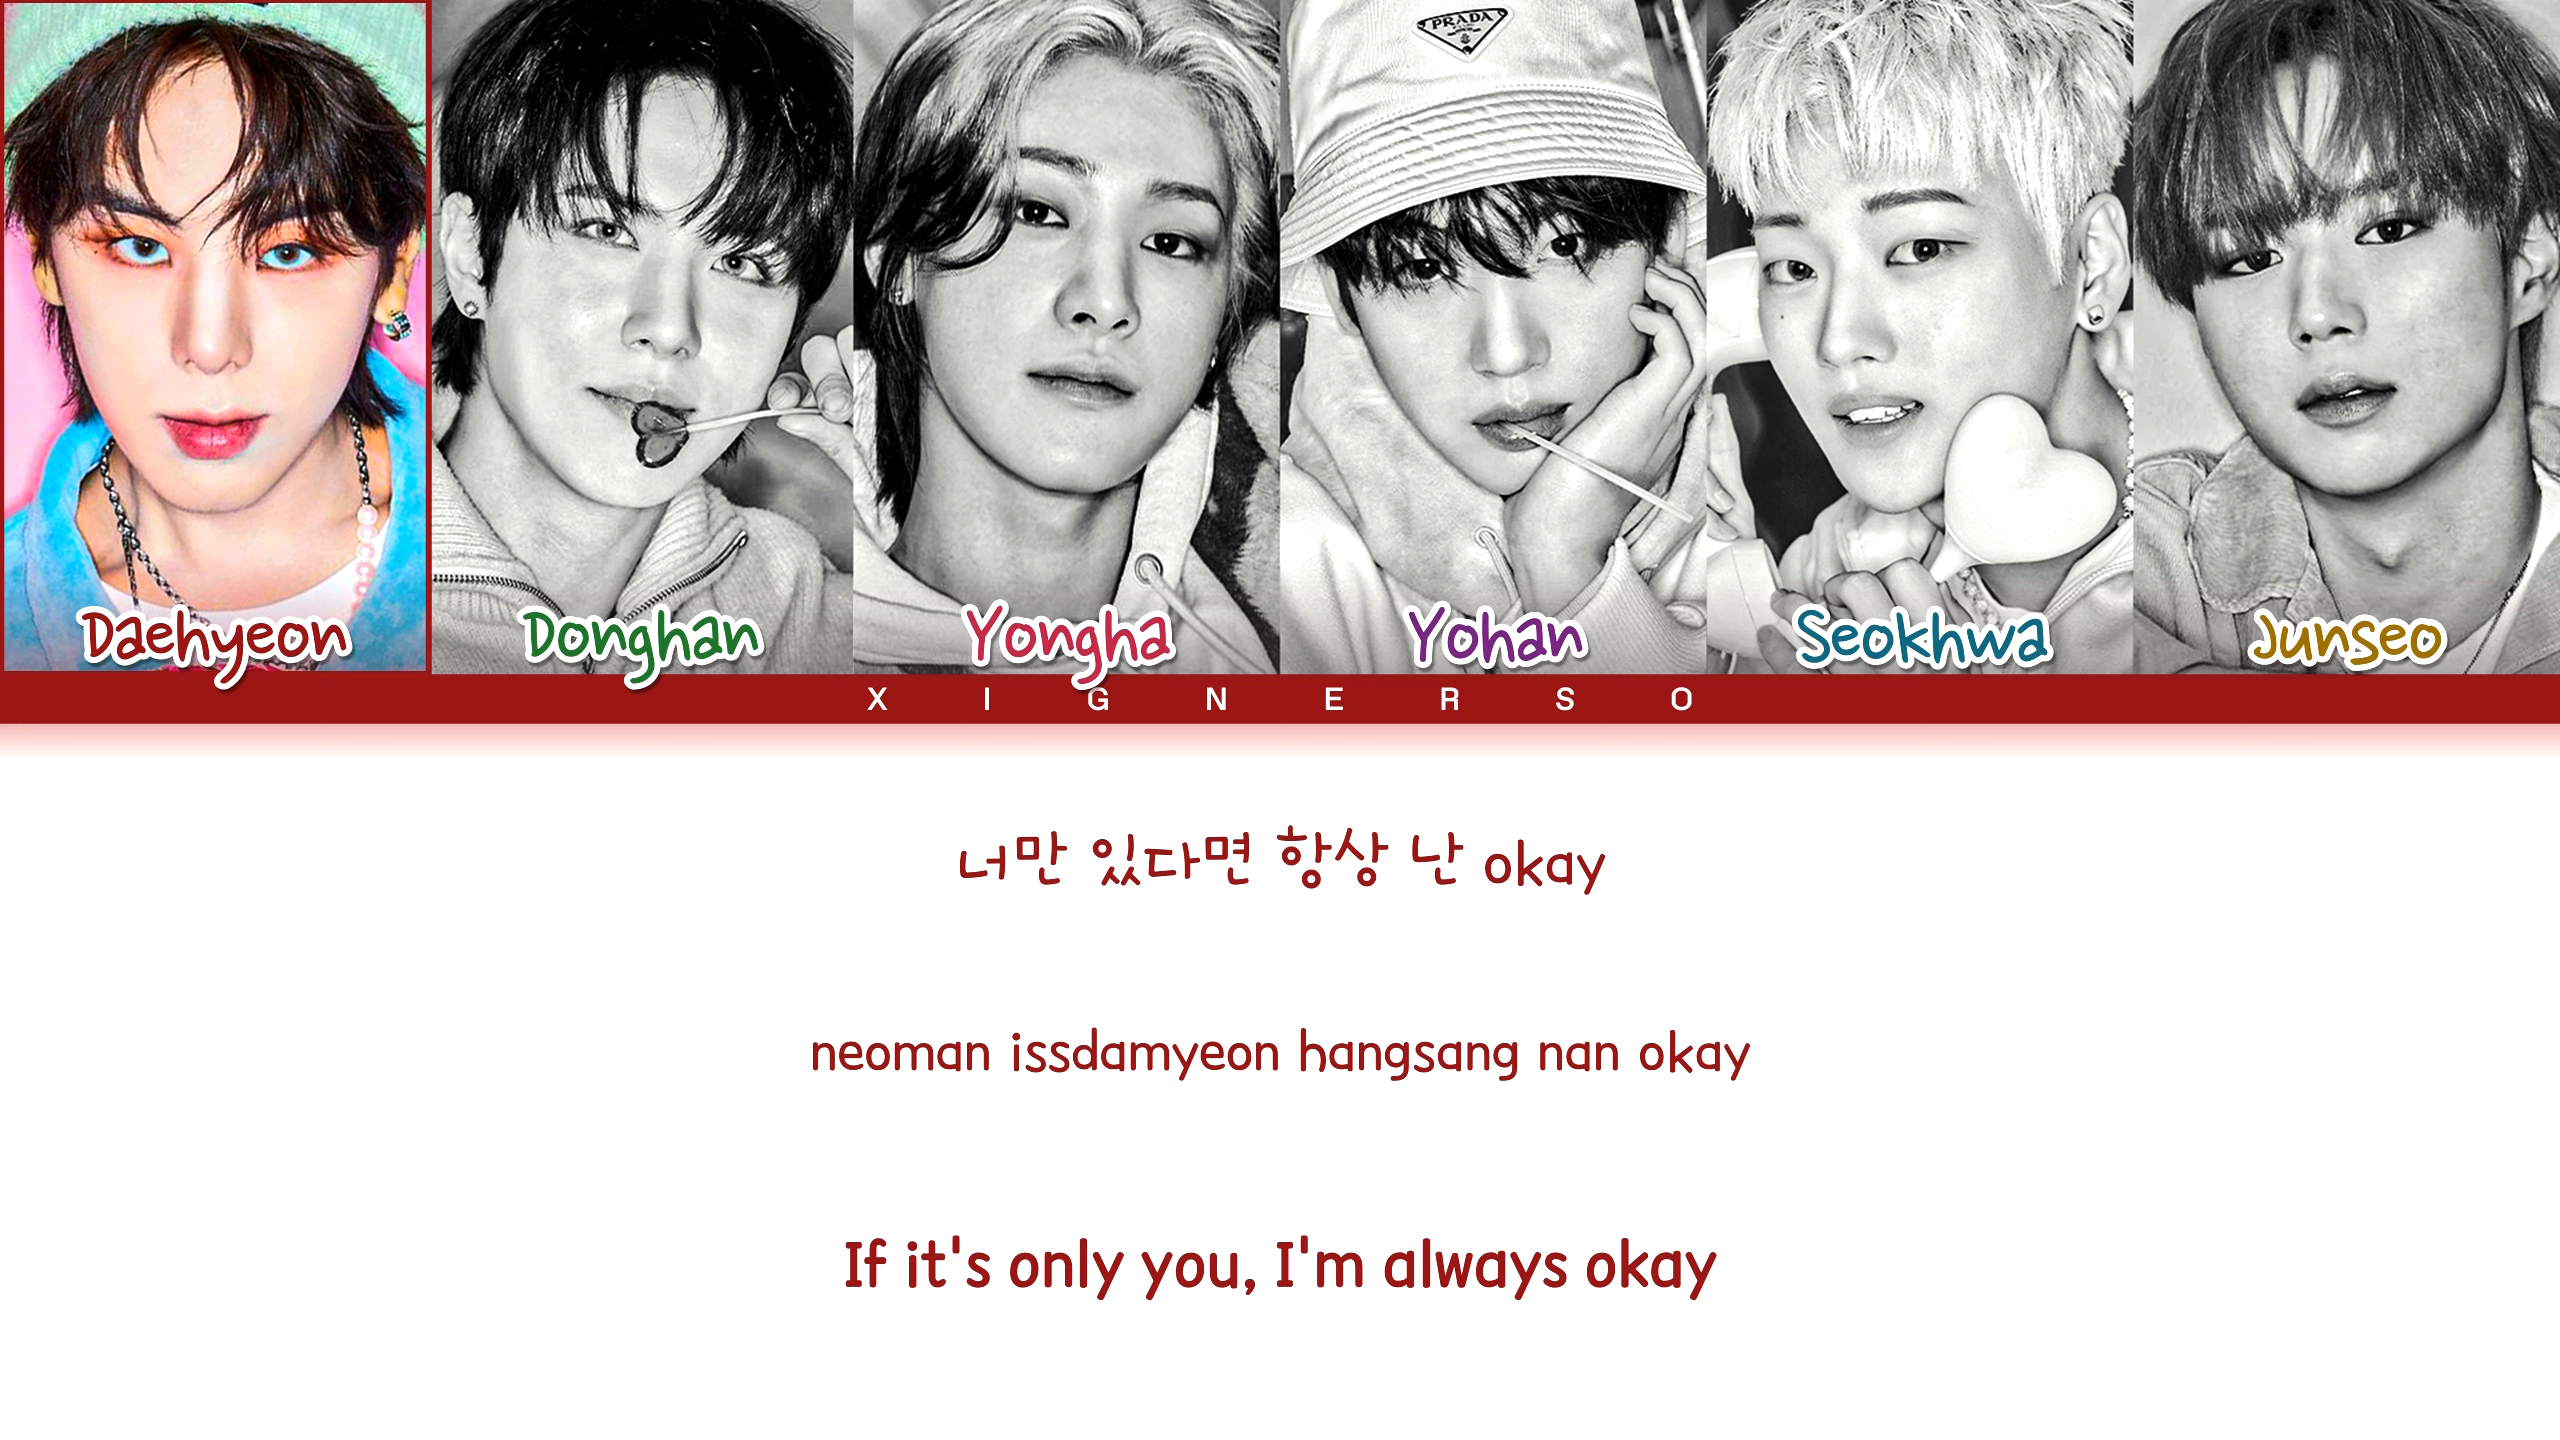 PRADA
Daehyeon Donghan Yongha Yohan Seokhwa Junseo
XIGNERSO
너만 있다면 항상 난 okay
neoman issdamyeon hangsang nan okay
If it's only you, I'm always okay